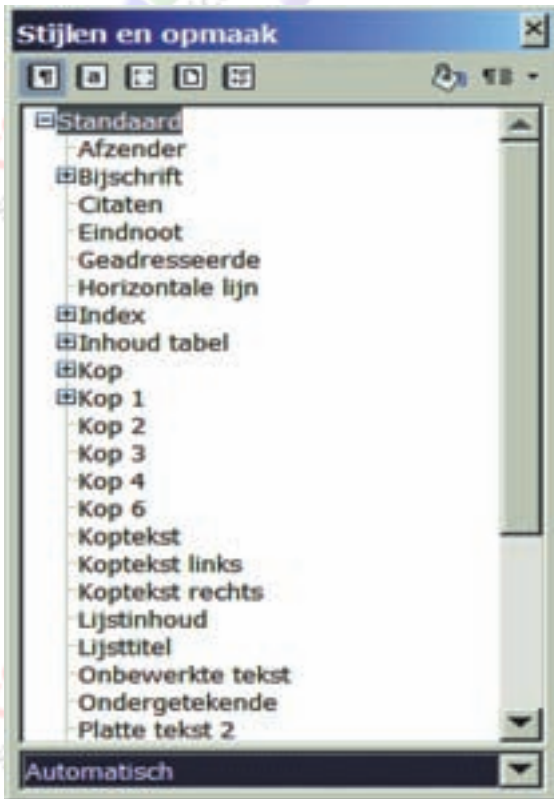 Stijlen en opmaak
Standaard
Afzender
Bijschrift
Citaten
Eindnoot
Geadresseerde
Horizontale lijn
Index
Inhoud tabel
Kop
Kop 1
Kop 2
Kop 3
Kop 4
Kop 6
Koptekst
Koptekst links
Koptekst rechts
Lijstinhoud
Lijsttitel
Onbewerkte tekst
Ondergetekende
Platte tekst 2
Automatisch